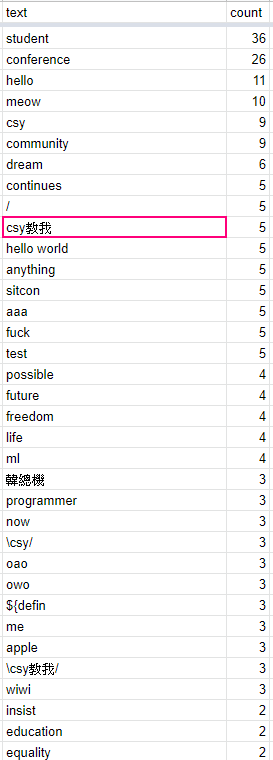 text count
student 36
conference 26
hello 11
meow 10
csy 9
community 9
dream 6
continues 5
/ 5
csy教我 5
hello world 5
anything 5
sitcon 5
aaa 5
fuck 5
test 5
possible 4
future 4
freedom 4
life 4
ml 4
韓總機 3
programmer 3
now 3
\csy/ 3
oao 3
owo 3
${defin 3
me 3
apple 3
\csy教我/ 3
wiwi 3
insist 2
education 2
equality 2